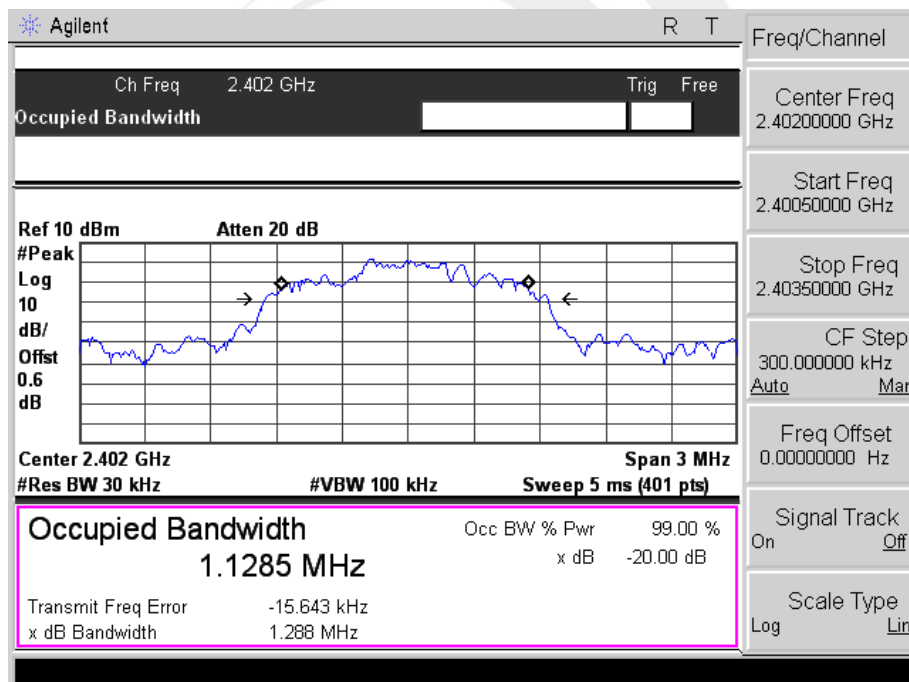 Agilent
R T
Ch Freq 2.402 GHz
Trig Free
Occupied Bandwidth
Ref 10 dBm
Atten 20 dB
#Peak
Log
10
dB/
Offst
0.6
dB
Center 2.402 GHz
Span 3 MHz
#Res BW 30 kHz
#VBW 100 kHz
Sweep 5 ms (401 pts)
Occupied Bandwidth
1.1285 MHz
Occ BW % Pwr 99.00 %
x dB -20.00 dB
Transmit Freq Error -15.643 kHz
x dB Bandwidth 1.288 MHz
Freq/Channel
Center Freq
2.40200000 GHz
Start Freq
2.40050000 GHz
Stop Freq
2.40350000 GHz
CF Step
300.000000 kHz
Auto Mar
Freq Offset
0.00000000 Hz
Signal Track
On Off
Scale Type
Log Lin